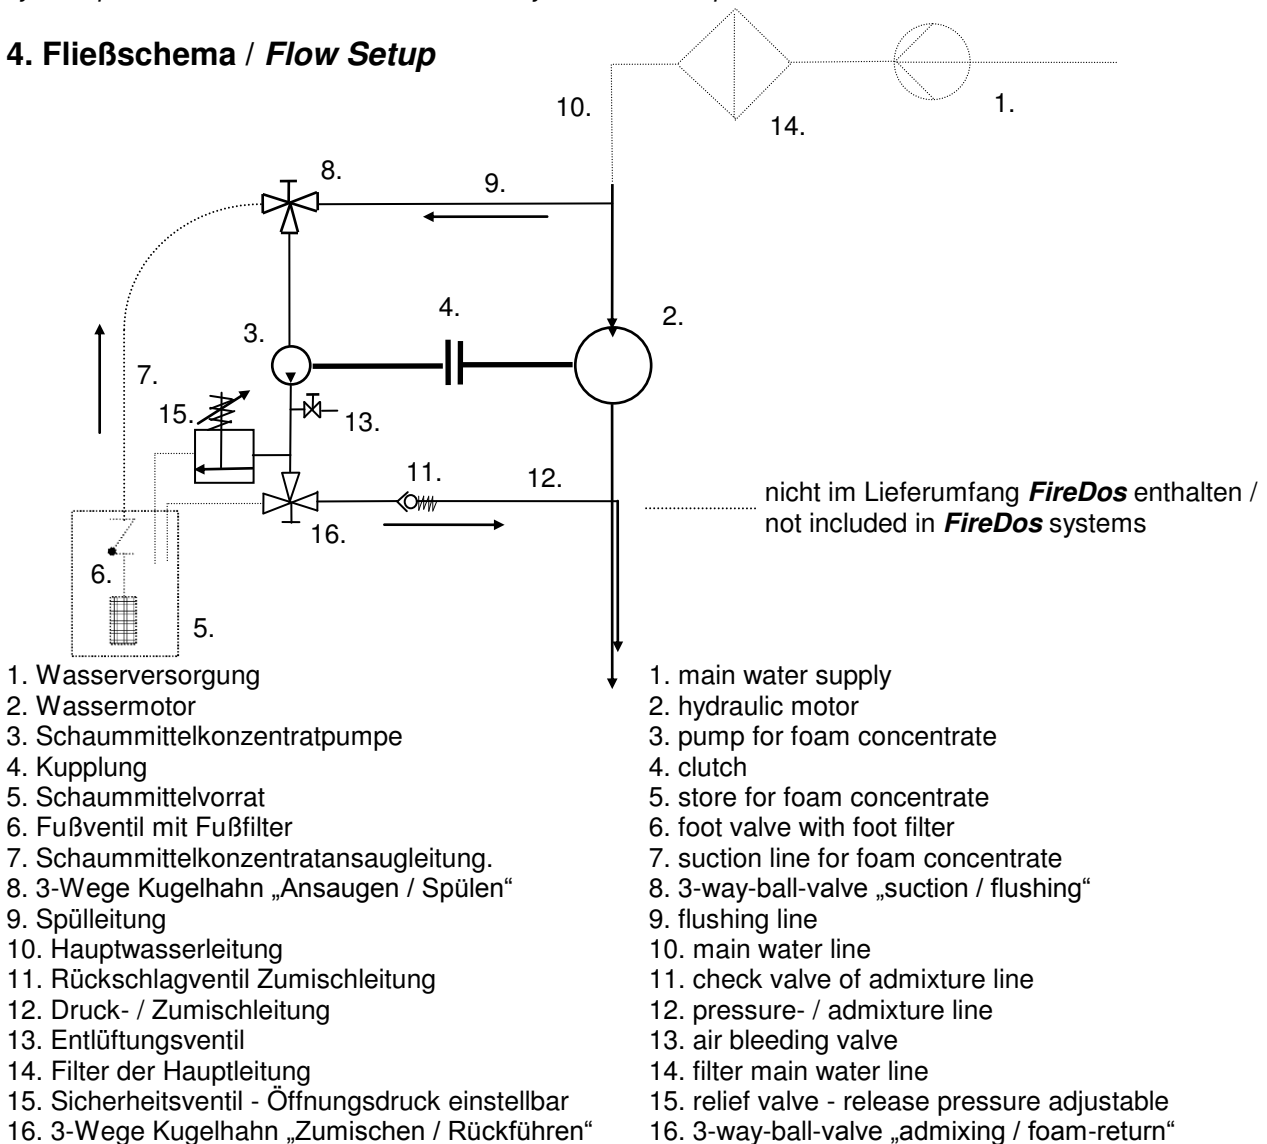 4. Fließschema / Flow Setup
10.
14.
1.
8.
9.
4.
3.
2.
7.
15.
13.
11.
12.
16.
6.
5.
nicht im Lieferumfang FireDos enthalten /
not included in FireDos systems
1. Wasserversorgung
2. Wassermotor
3. Schaummittelkonzentratpumpe
4. Kupplung
5. Schaummittelvorrat
6. Fußventil mit Fußfilter
7. Schaummittelkonzentratansaugleitung.
8. 3-Wege Kugelhahn „Ansaugen / Spülen“
9. Spülleitung
10. Hauptwasserleitung
11. Rückschlagventil Zumischleitung
12. Druck- / Zumischleitung
13. Entlüftungsventil
14. Filter der Hauptleitung
15. Sicherheitsventil - Öffnungsdruck einstellbar
16. 3-Wege Kugelhahn „Zumischen / Rückführen“
1. main water supply
2. hydraulic motor
3. pump for foam concentrate
4. clutch
5. store for foam concentrate
6. foot valve with foot filter
7. suction line for foam concentrate
8. 3-way-ball-valve „suction / flushing“
9. flushing line
10. main water line
11. check valve of admixture line
12. pressure- / admixture line
13. air bleeding valve
14. filter main water line
15. relief valve - release pressure adjustable
16. 3-way-ball-valve „admixing / foam-return“